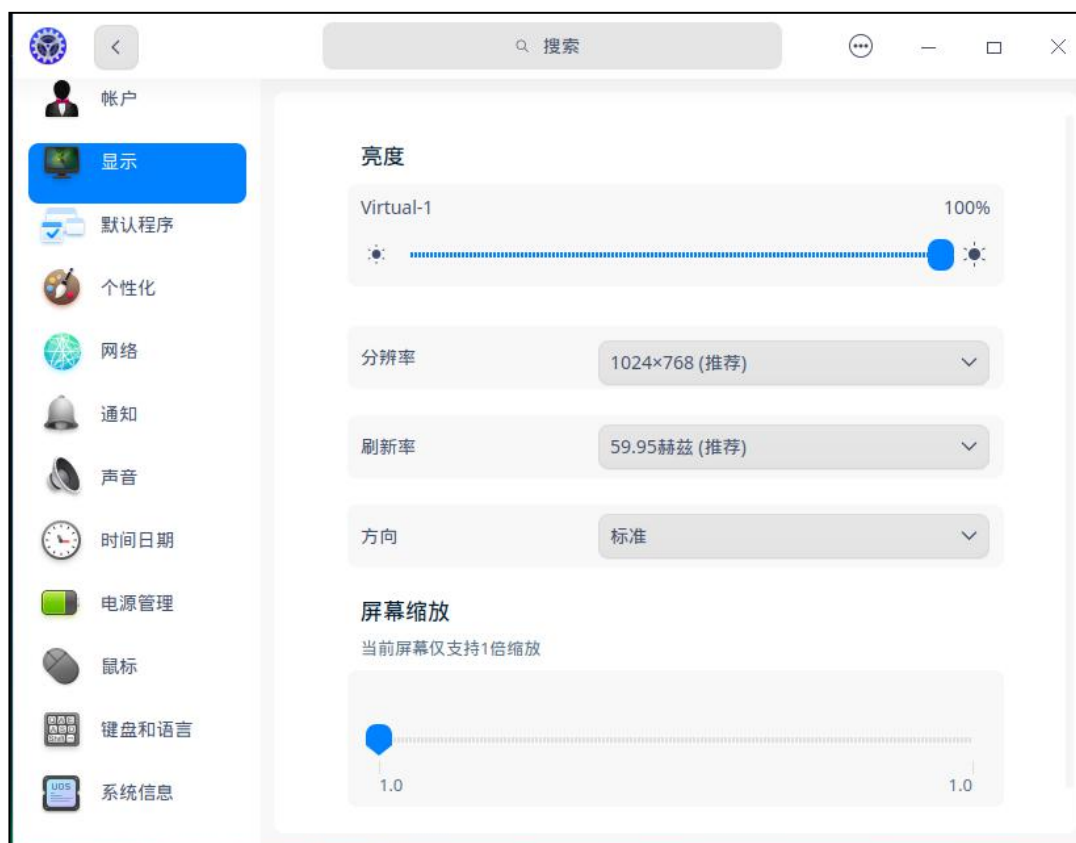 搜索
帐户
显示
默认程序
个性化
网络
通知
声音
时间日期
电源管理
鼠标
键盘和语言
UOS
系统信息
亮度
Virtual-1 100%
分辨率 1024×768 (推荐)
刷新率 59.95赫兹 (推荐)
方向 标准
屏幕缩放
当前屏幕仅支持1倍缩放
1.0 1.0